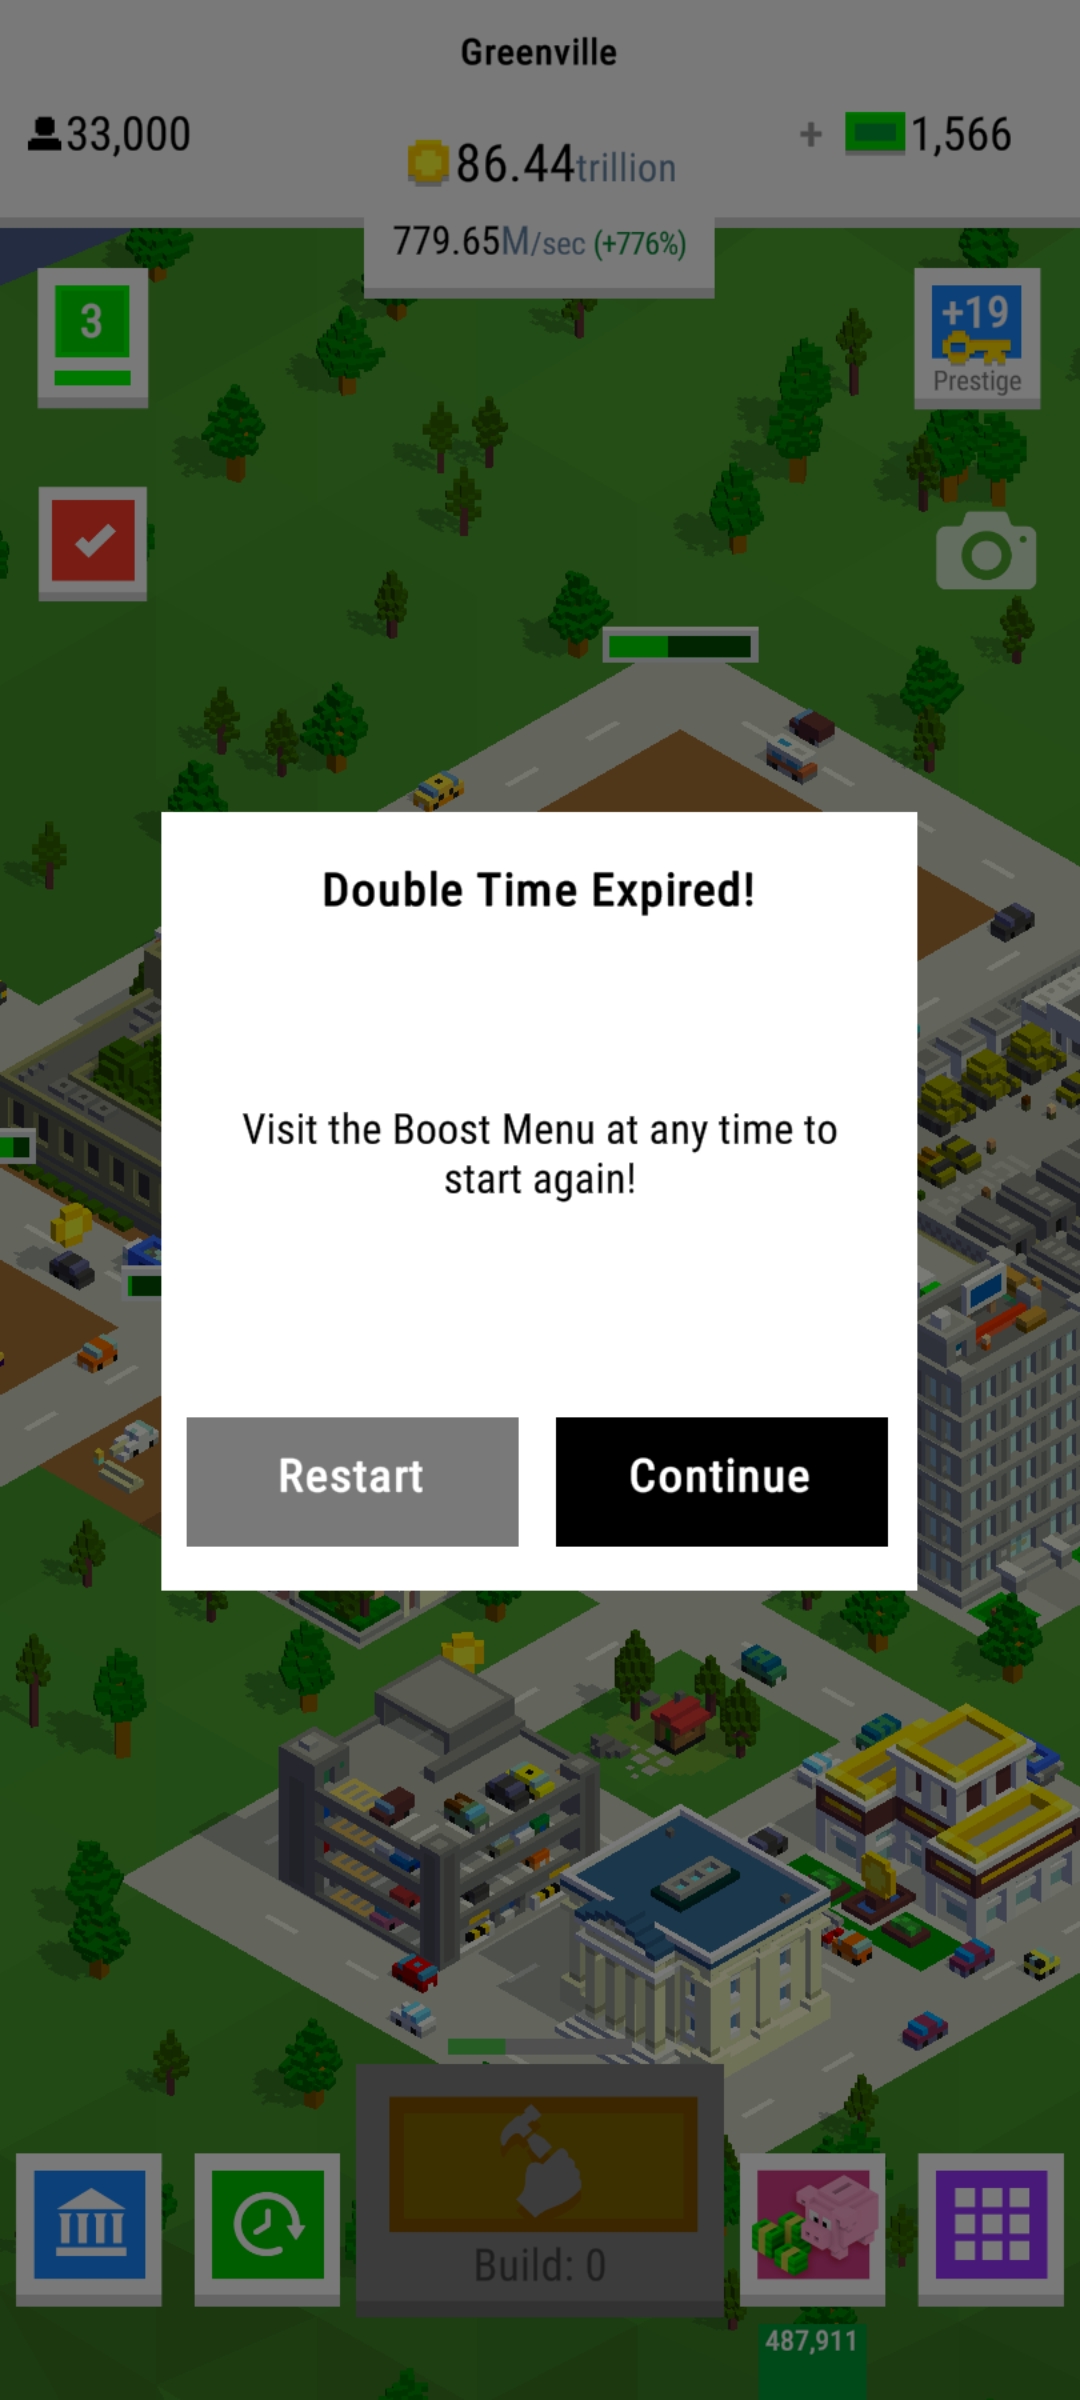 Greenville
33,000
86.44trillion
+ 1,566
779.65M/sec (+776%)
3
+19
Prestige
Double Time Expired!
Visit the Boost Menu at any time to
start again!
Restart
Continue
Build: 0
487,911